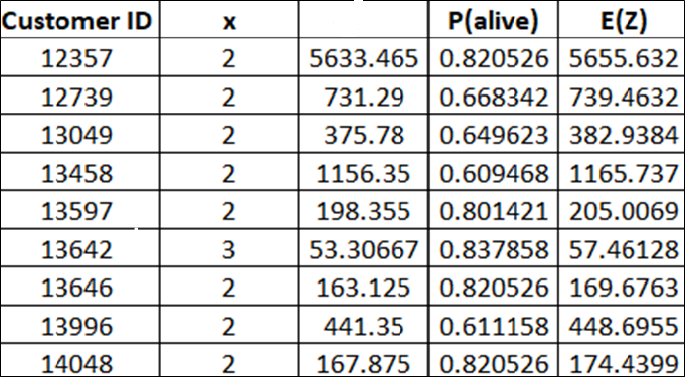 Customer ID x P(alive) E(Z)
12357 2 5633.465 0.820526 5655.632
12739 2 731.29 0.668342 739.4632
13049 2 375.78 0.649623 382.9384
13458 2 1156.35 0.609468 1165.737
13597 2 198.355 0.801421 205.0069
13642 3 53.30667 0.837858 57.46128
13646 2 163.125 0.820526 169.6763
13996 2 441.35 0.611158 448.6955
14048 2 167.875 0.820526 174.4399